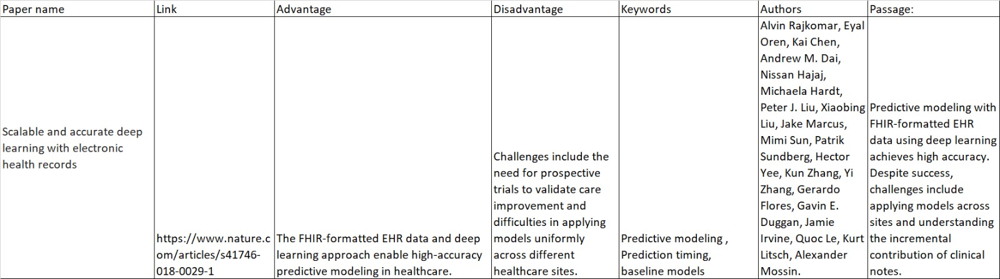 Paper name
Link
Advantage
Disadvantage
Keywords
Authors
Passage:
Scalable and accurate deep
learning with electronic
health records
https://www.nature.c
om/articles/s41746-
018-0029-1
The FHIR-formatted EHR data and deep
learning approach enable high-accuracy
predictive modeling in healthcare.
Challenges include the
need for prospective
trials to validate care
improvement and
difficulties in applying
models uniformly
across different
healthcare sites.
Predictive modeling ,
Prediction timing,
baseline models
Alvin Rajkomar, Eyal
Oren, Kai Chen,
Andrew M. Dai,
Nissan Hajaj,
Michaela Hardt,
Peter J. Liu, Xiaobing
Liu, Jake Marcus,
Mimi Sun, Patrik
Sundberg, Hector
Yee, Kun Zhang, Yi
Zhang, Gerardo
Flores, Gavin E.
Duggan, Jamie
Irvine, Quoc Le, Kurt
Litsch, Alexander
Mossin.
Predictive modeling with
FHIR-formatted EHR
data using deep learning
achieves high accuracy.
Despite success,
challenges include
applying models across
sites and understanding
the incremental
contribution of clinical
notes.